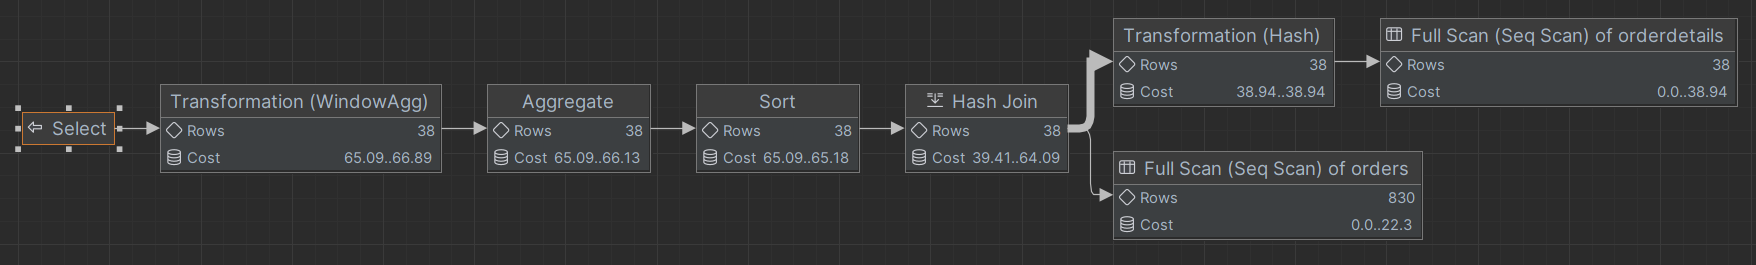 Select
Transformation (WindowAgg)
Rows 38
Cost 65.09..66.89
Aggregate
Rows 38
Cost 65.09..66.13
Sort
Rows 38
Cost 65.09..65.18
Hash Join
Rows 38
Cost 39.41..64.09
Transformation (Hash)
Rows 38
Cost 38.94..38.94
Full Scan (Seq Scan) of orderdetails
Rows 38
Cost 0.0..38.94
Full Scan (Seq Scan) of orders
Rows 830
Cost 0.0..22.3